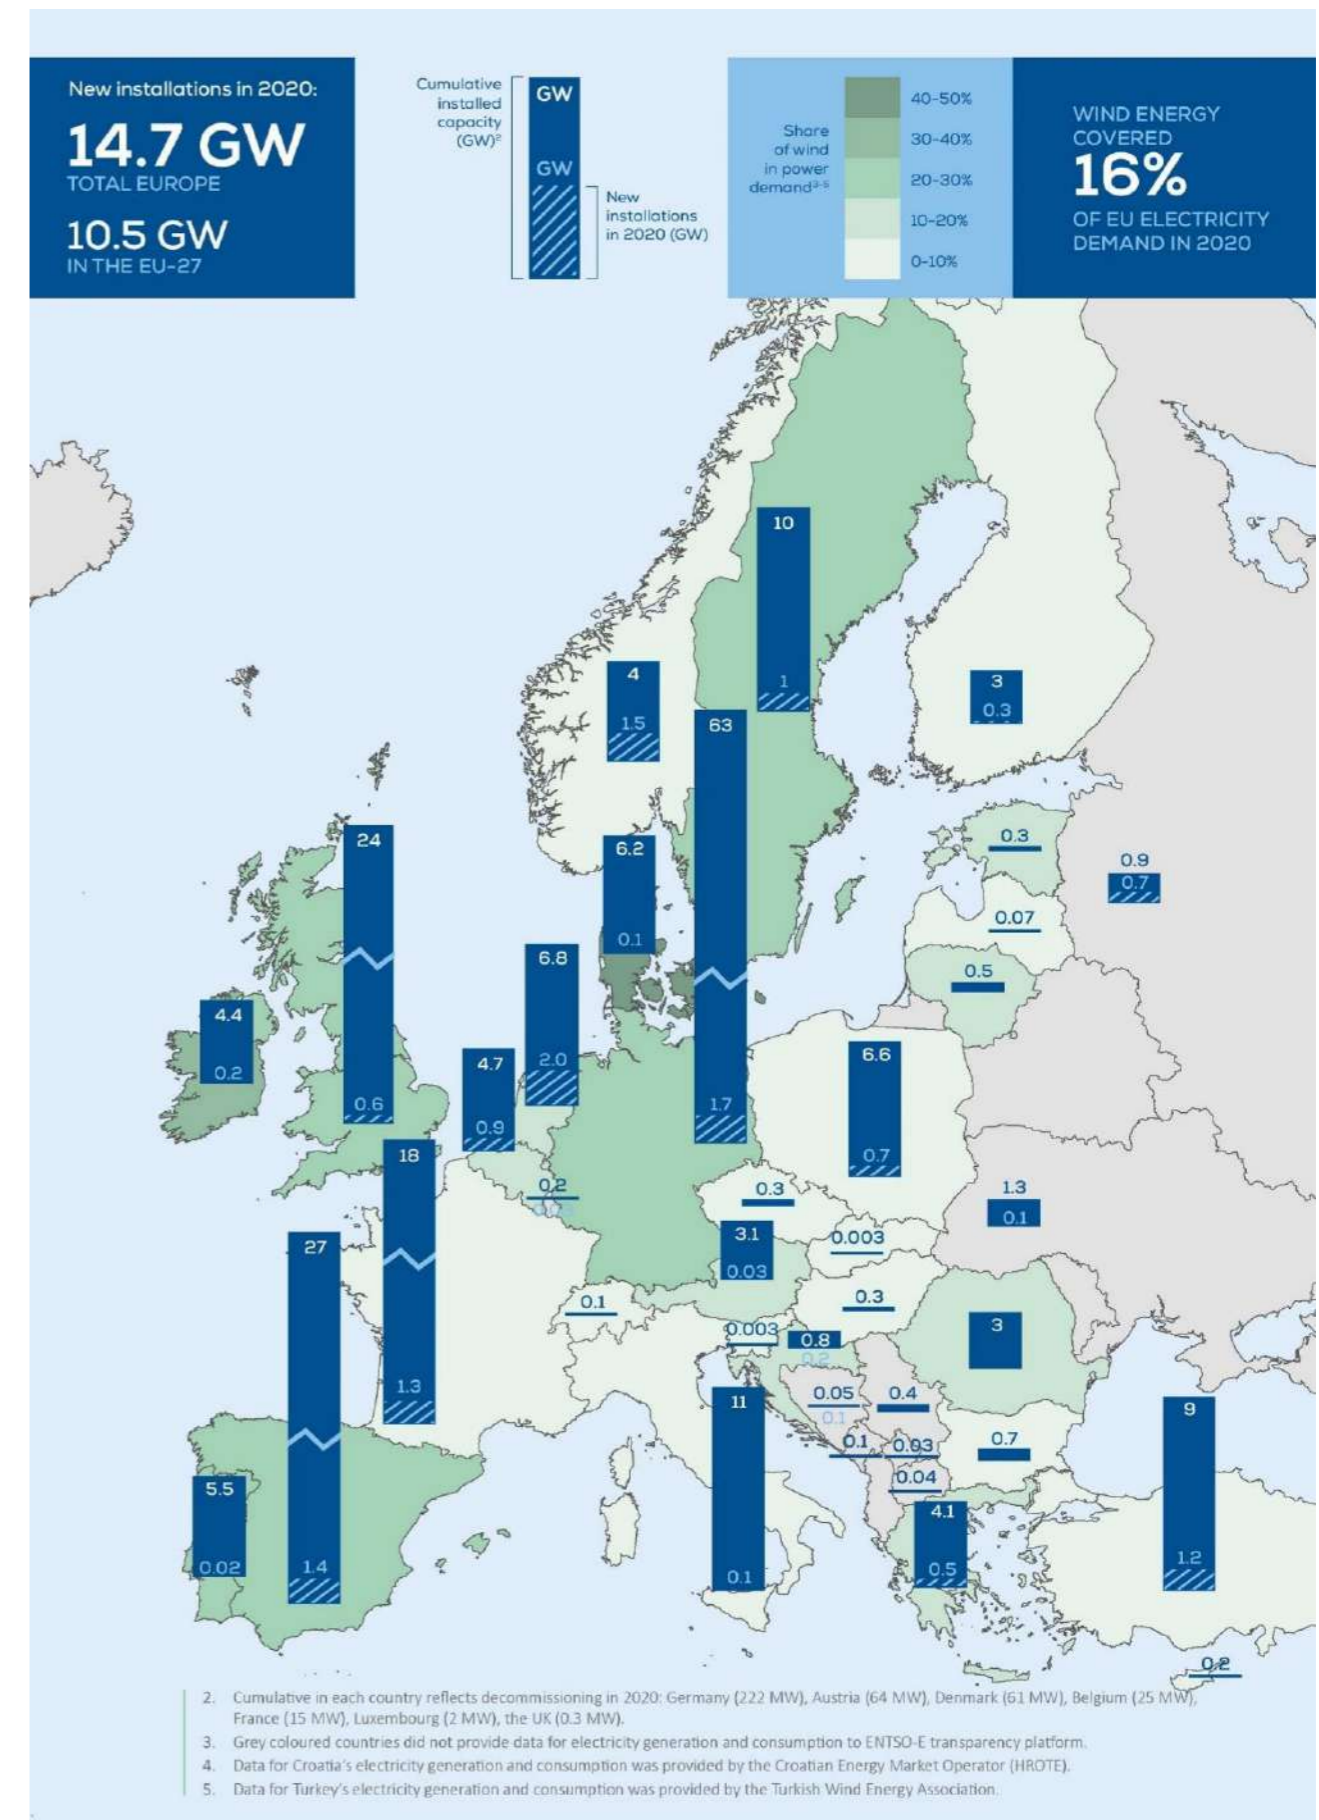 New installations in 2020:
14.7 GW
TOTAL EUROPE
10.5 GW
IN THE EU-27
Cumulative
installed
capacity
(GW)²
GW
GW
New
installations
in 2020 (GW)
Share
of wind
in power
demand³⁻⁵
40-50%
30-40%
20-30%
10-20%
0-10%
WIND ENERGY
COVERED
16%
OF EU ELECTRICITY
DEMAND IN 2020
10
1
4
1.5
3
0.3
63
1.7
24
0.6
6.2
0.1
0.3
0.9
0.7
0.07
0.5
6.8
2.0
4.4
0.2
4.7
0.9
6.6
0.7
18
1.3
0.2
0.3
1.3
0.1
3.1
0.03
0.003
27
1.4
0.1
0.3
0.003
0.8
0.2
3
11
0.1
0.05
0.1
0.4
9
1.2
0.1
0.03
0.7
0.04
5.5
0.02
4.1
0.5
0.2
2. Cumulative in each country reflects decommissioning in 2020: Germany (222 MW), Austria (64 MW), Denmark (61 MW), Belgium (25 MW),
France (15 MW), Luxembourg (2 MW), the UK (0.3 MW).
3. Grey coloured countries did not provide data for electricity generation and consumption to ENTSO-E transparency platform.
4. Data for Croatia's electricity generation and consumption was provided by the Croatian Energy Market Operator (HROTE).
5. Data for Turkey's electricity generation and consumption was provided by the Turkish Wind Energy Association.